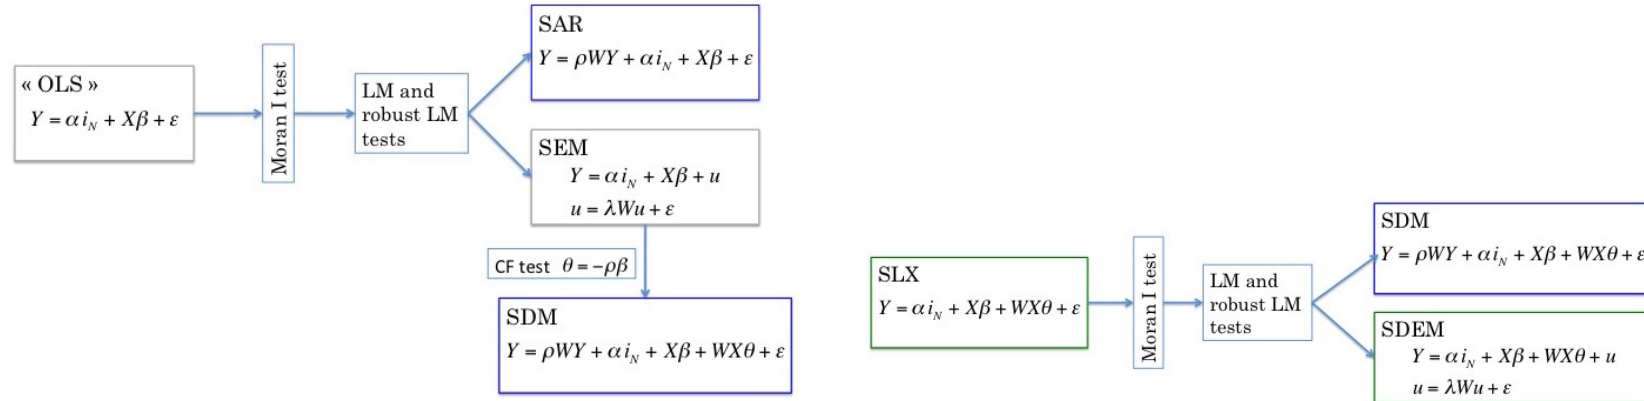 « OLS »
Y = αi_N + Xβ + ε
Moran I test
LM and
robust LM
tests
SAR
Y = ρWY + αi_N + Xβ + ε
SEM
Y = αi_N + Xβ + u
u = λWu + ε
CF test θ = −ρβ
SDM
Y = ρWY + αi_N + Xβ + WXθ + ε
SLX
Y = αi_N + Xβ + WXθ + ε
Moran I test
LM and
robust LM
tests
SDM
Y = ρWY + αi_N + Xβ + WXθ + ε
SDEM
Y = αi_N + Xβ + WXθ + u
u = λWu + ε